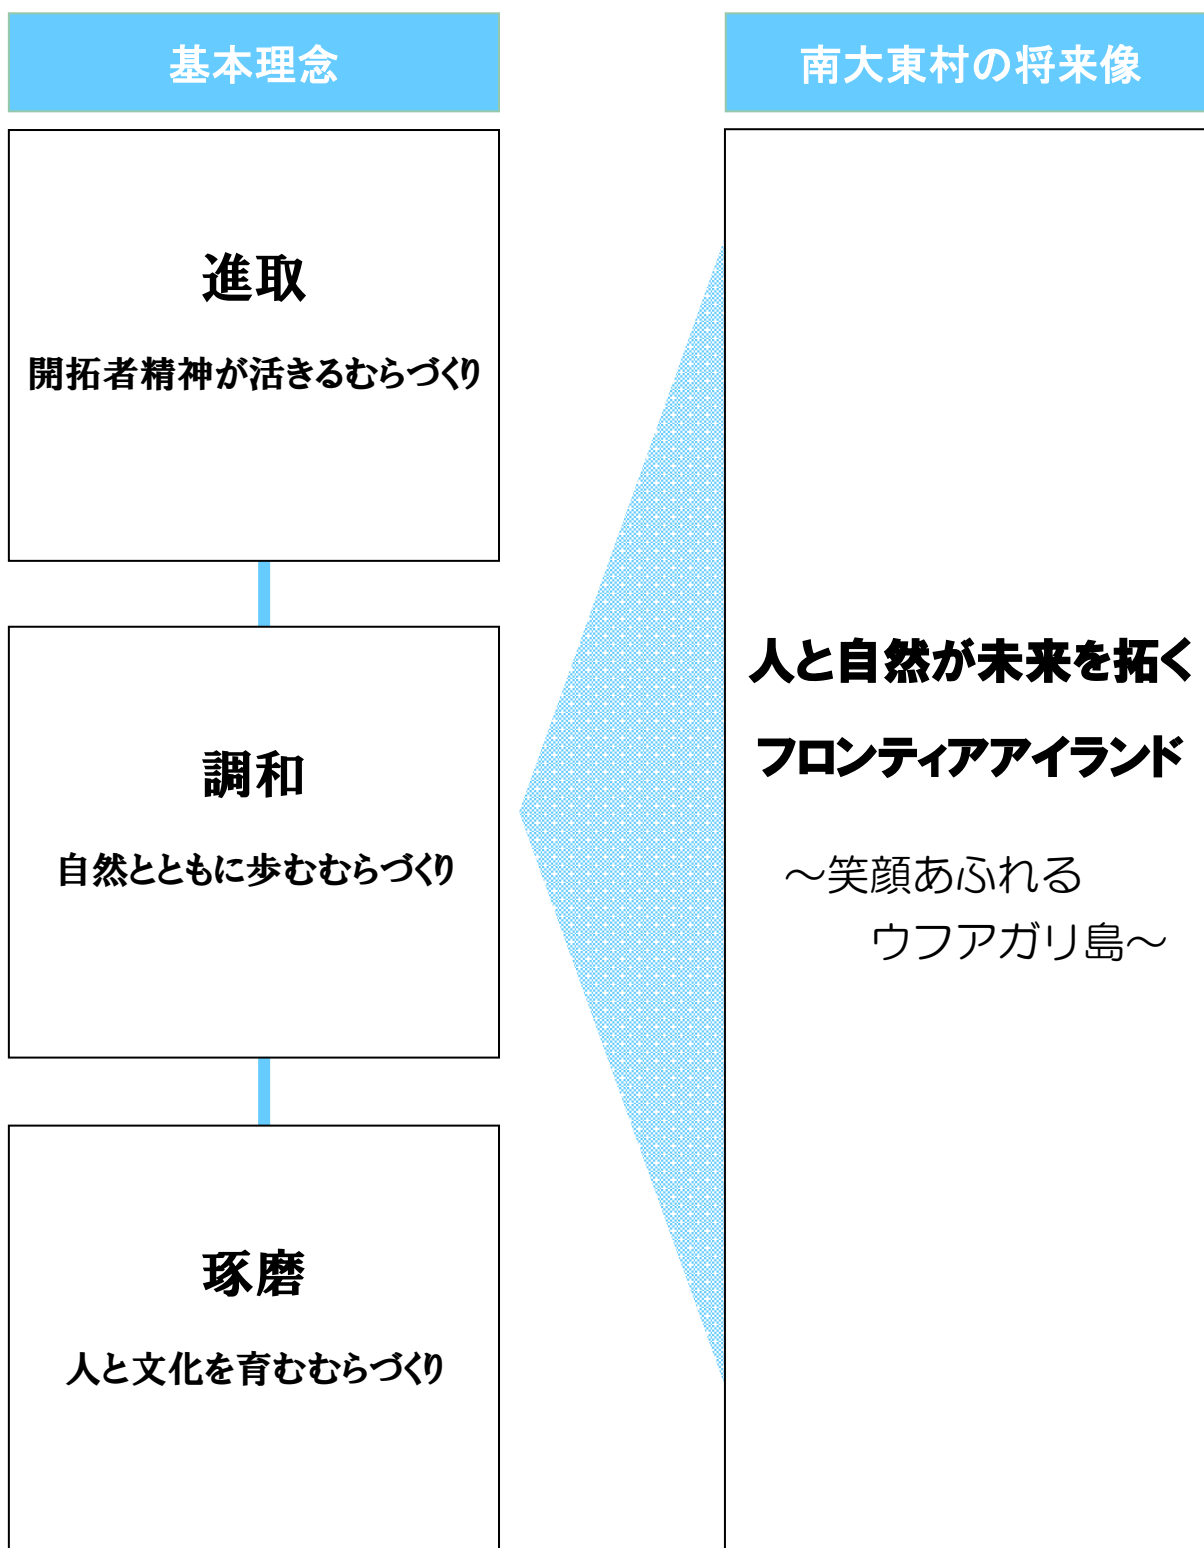 基本理念
進取
開拓者精神が活きるむらづくり
調和
自然とともに歩むむらづくり
琢磨
人と文化を育むむらづくり
南大東村の将来像
人と自然が未来を拓く
フロンティアアイランド
～笑顔あふれる
ウフアガリ島～